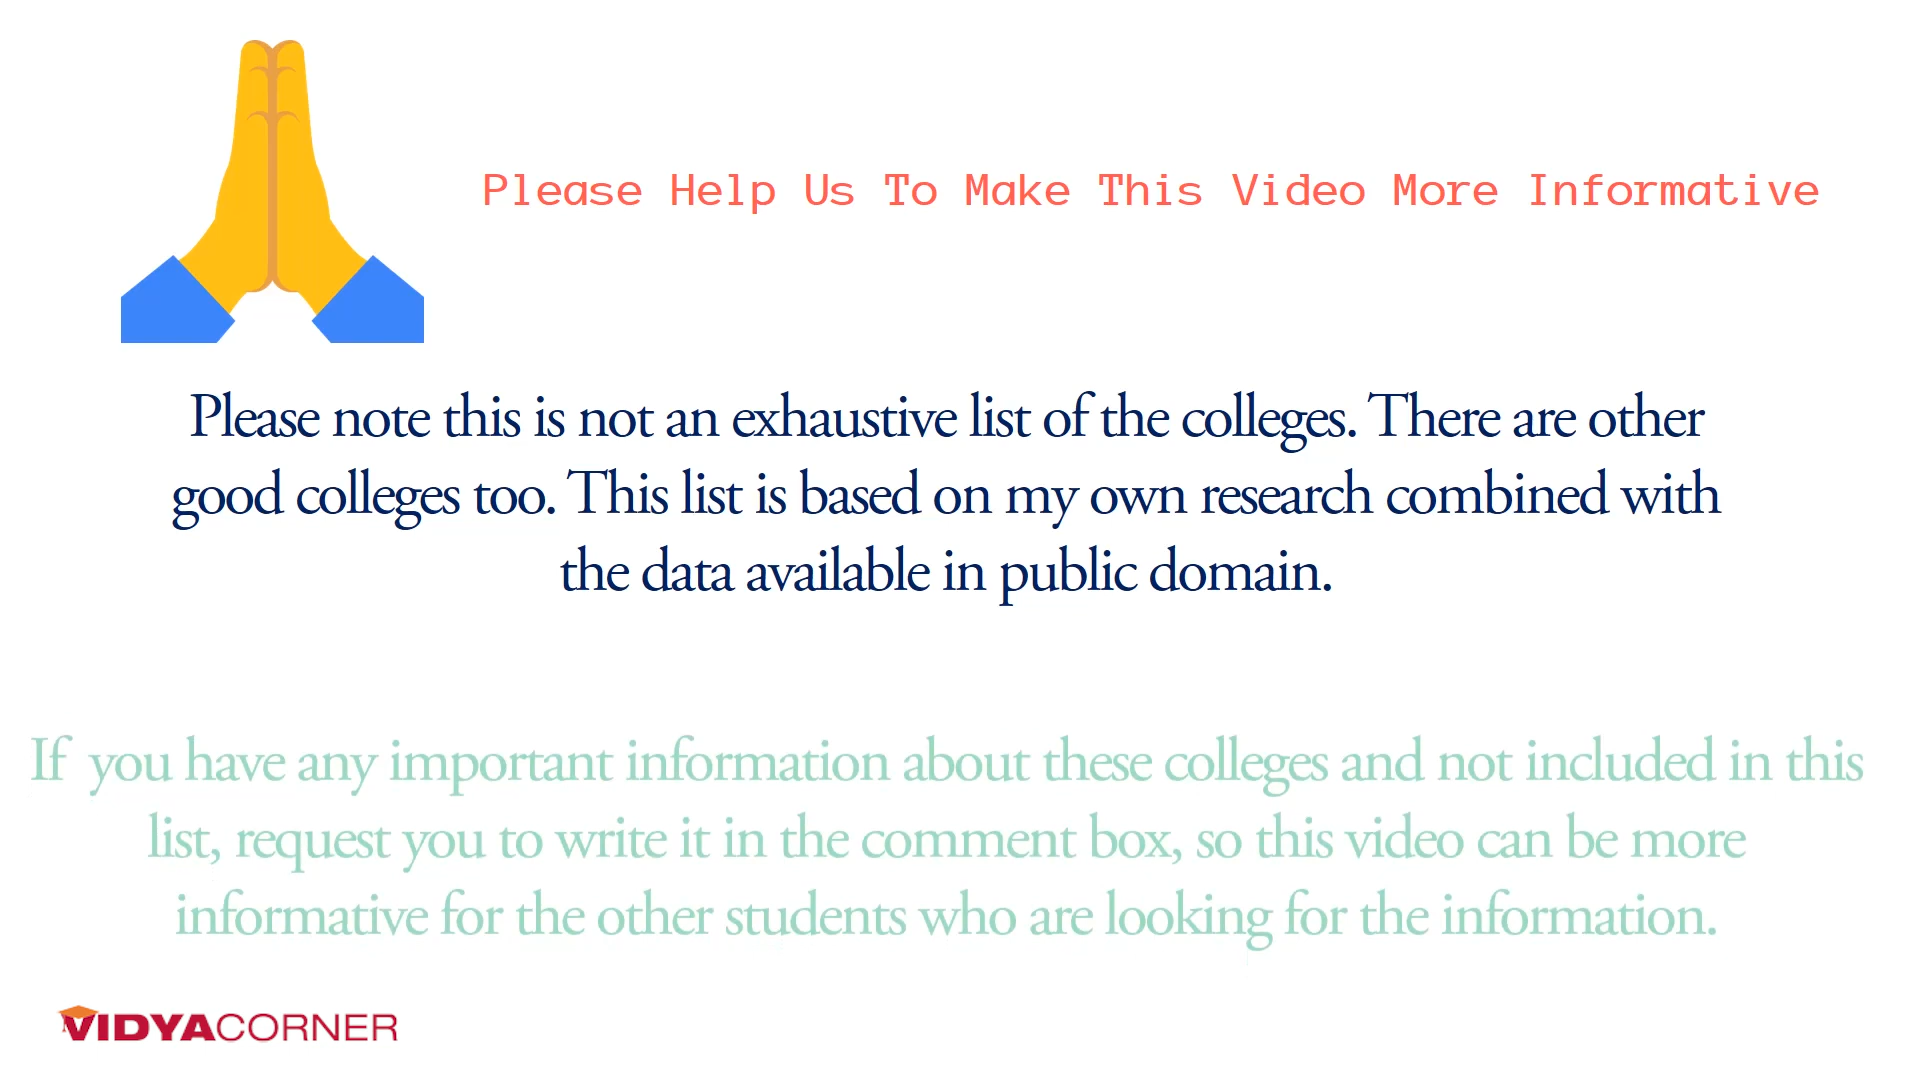 Please Help Us To Make This Video More Informative
Please note this is not an exhaustive list of the colleges. There are other
good colleges too. This list is based on my own research combined with
the data available in public domain.
If you have any important information about these colleges and not included in this
list, request you to write it in the comment box, so this video can be more
informative for the other students who are looking for the information.
VIDYACORNER